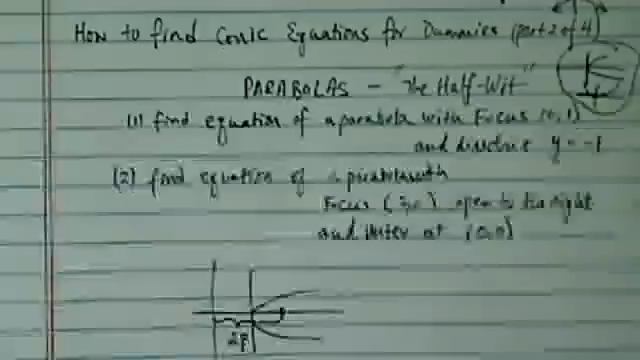 How to find Conic Equations for Dummies (part 2 of 4)
PARABOLAS - "The Half-Wit"
(1) find equation of a parabola with Focus (0, 1)
and directrix y = -1
(2) find equation of a parabola with
Focus ( , 0) open to the right
and vertex at (0,0)
2p